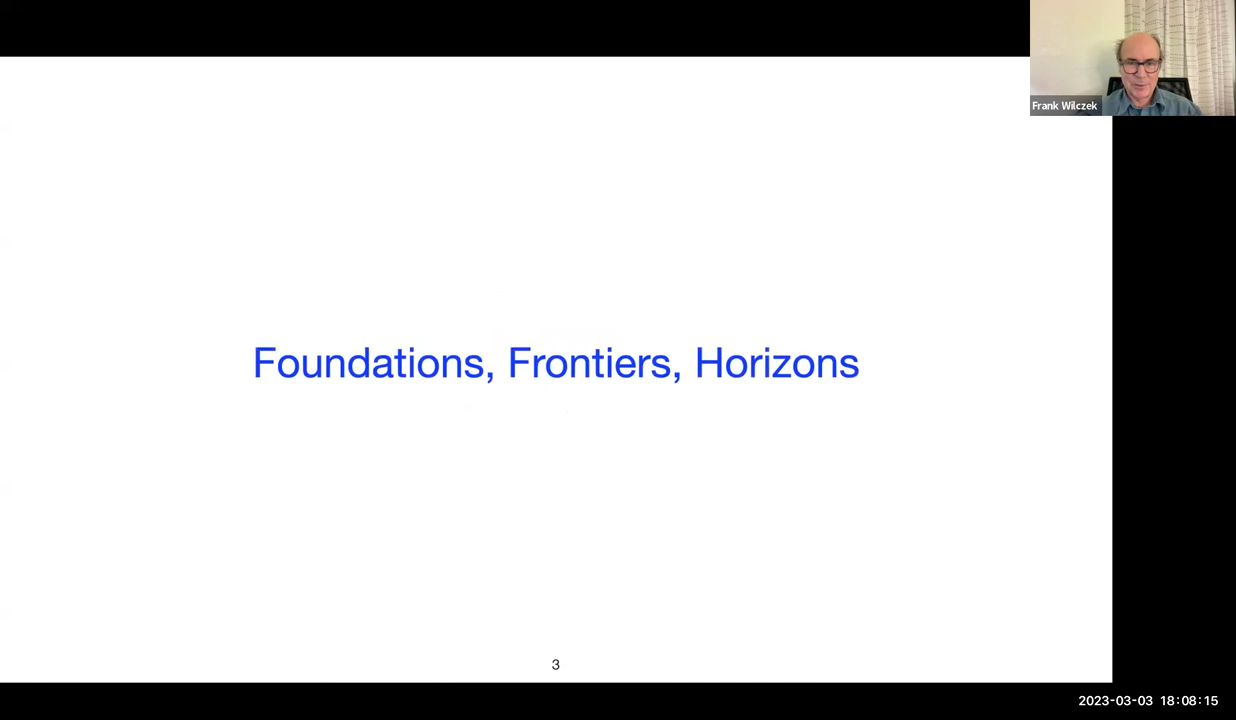 Frank Wilczek
Foundations, Frontiers, Horizons
3
2023-03-03 18:08:15